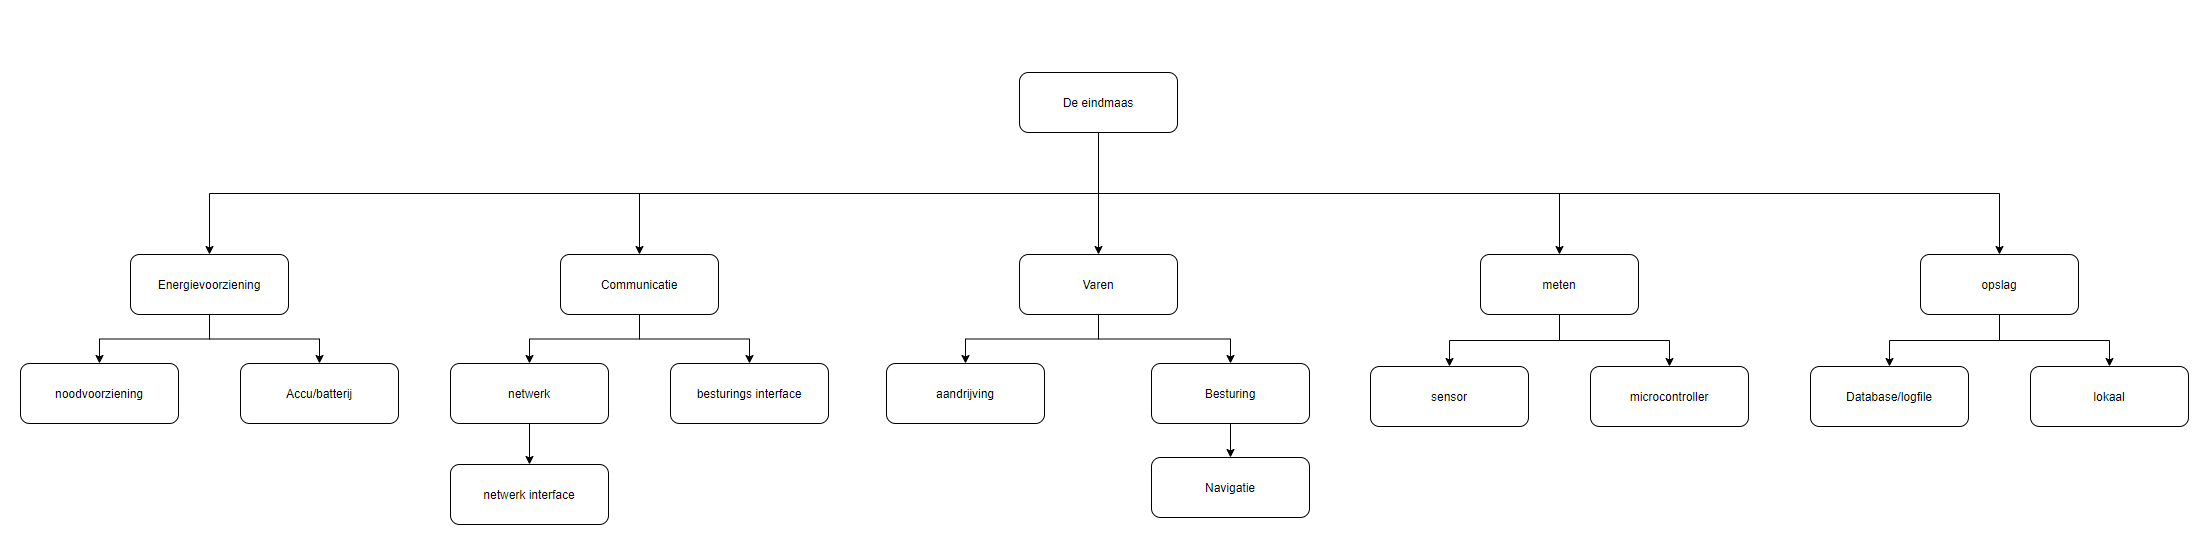 De eindmaas
Energievoorziening
Communicatie
Varen
meten
opslag
noodvoorziening
Accu/batterij
netwerk
besturings interface
aandrijving
Besturing
sensor
microcontroller
Database/logfile
lokaal
netwerk interface
Navigatie